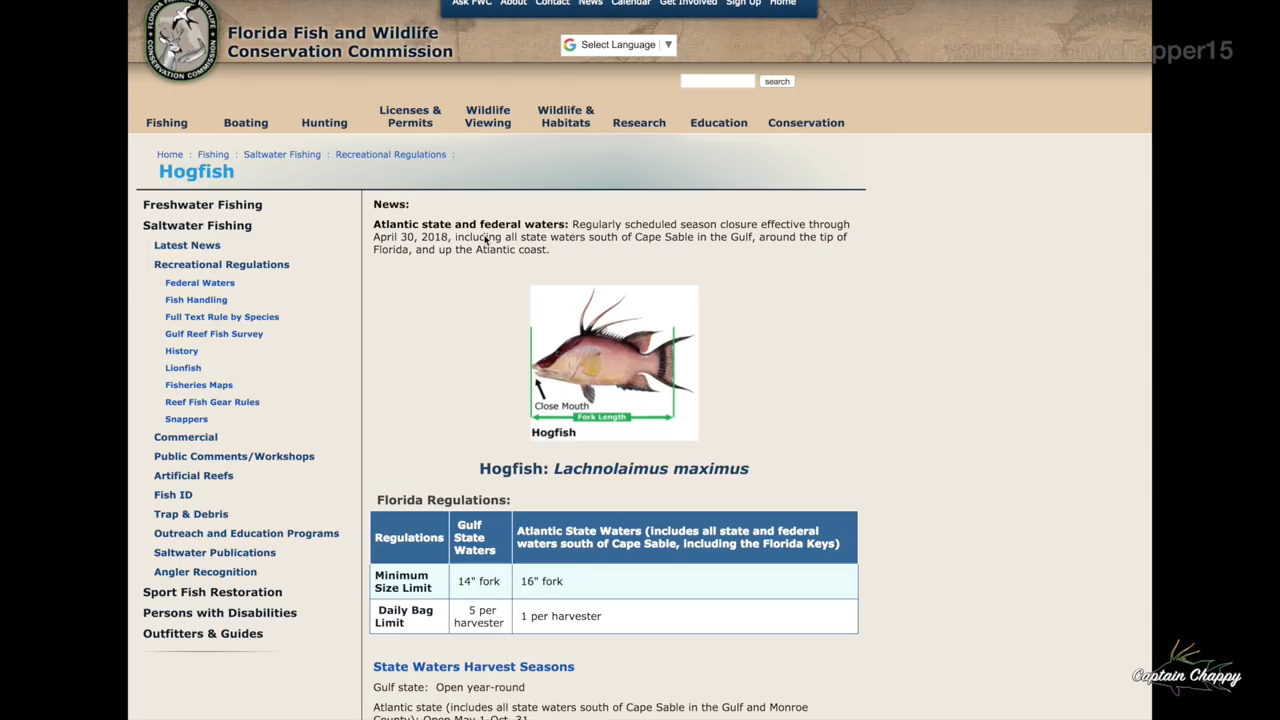 Ask FWC About Contact News Calendar Get Involved Sign Up Home
Florida Fish and Wildlife
Conservation Commission
Select Language ▼
search
Fishing Boating Hunting Licenses & Permits Wildlife Viewing Wildlife & Habitats Research Education Conservation
Home : Fishing : Saltwater Fishing : Recreational Regulations :
Hogfish
Freshwater Fishing
Saltwater Fishing
Latest News
Recreational Regulations
Federal Waters
Fish Handling
Full Text Rule by Species
Gulf Reef Fish Survey
History
Lionfish
Fisheries Maps
Reef Fish Gear Rules
Snappers
Commercial
Public Comments/Workshops
Artificial Reefs
Fish ID
Trap & Debris
Outreach and Education Programs
Saltwater Publications
Angler Recognition
Sport Fish Restoration
Persons with Disabilities
Outfitters & Guides
News:
Atlantic state and federal waters: Regularly scheduled season closure effective through
April 30, 2018, including all state waters south of Cape Sable in the Gulf, around the tip of
Florida, and up the Atlantic coast.
Close Mouth
Fork Length
Hogfish
Hogfish: Lachnolaimus maximus
Florida Regulations:
Regulations
Gulf
State
Waters
Atlantic State Waters (includes all state and federal
waters south of Cape Sable, including the Florida Keys)
Minimum
Size Limit
14" fork
16" fork
Daily Bag
Limit
5 per
harvester
1 per harvester
State Waters Harvest Seasons
Gulf state: Open year-round
Atlantic state (includes all state waters south of Cape Sable in the Gulf and Monroe
County): Open May 1-Oct. 31
Captain Chappy